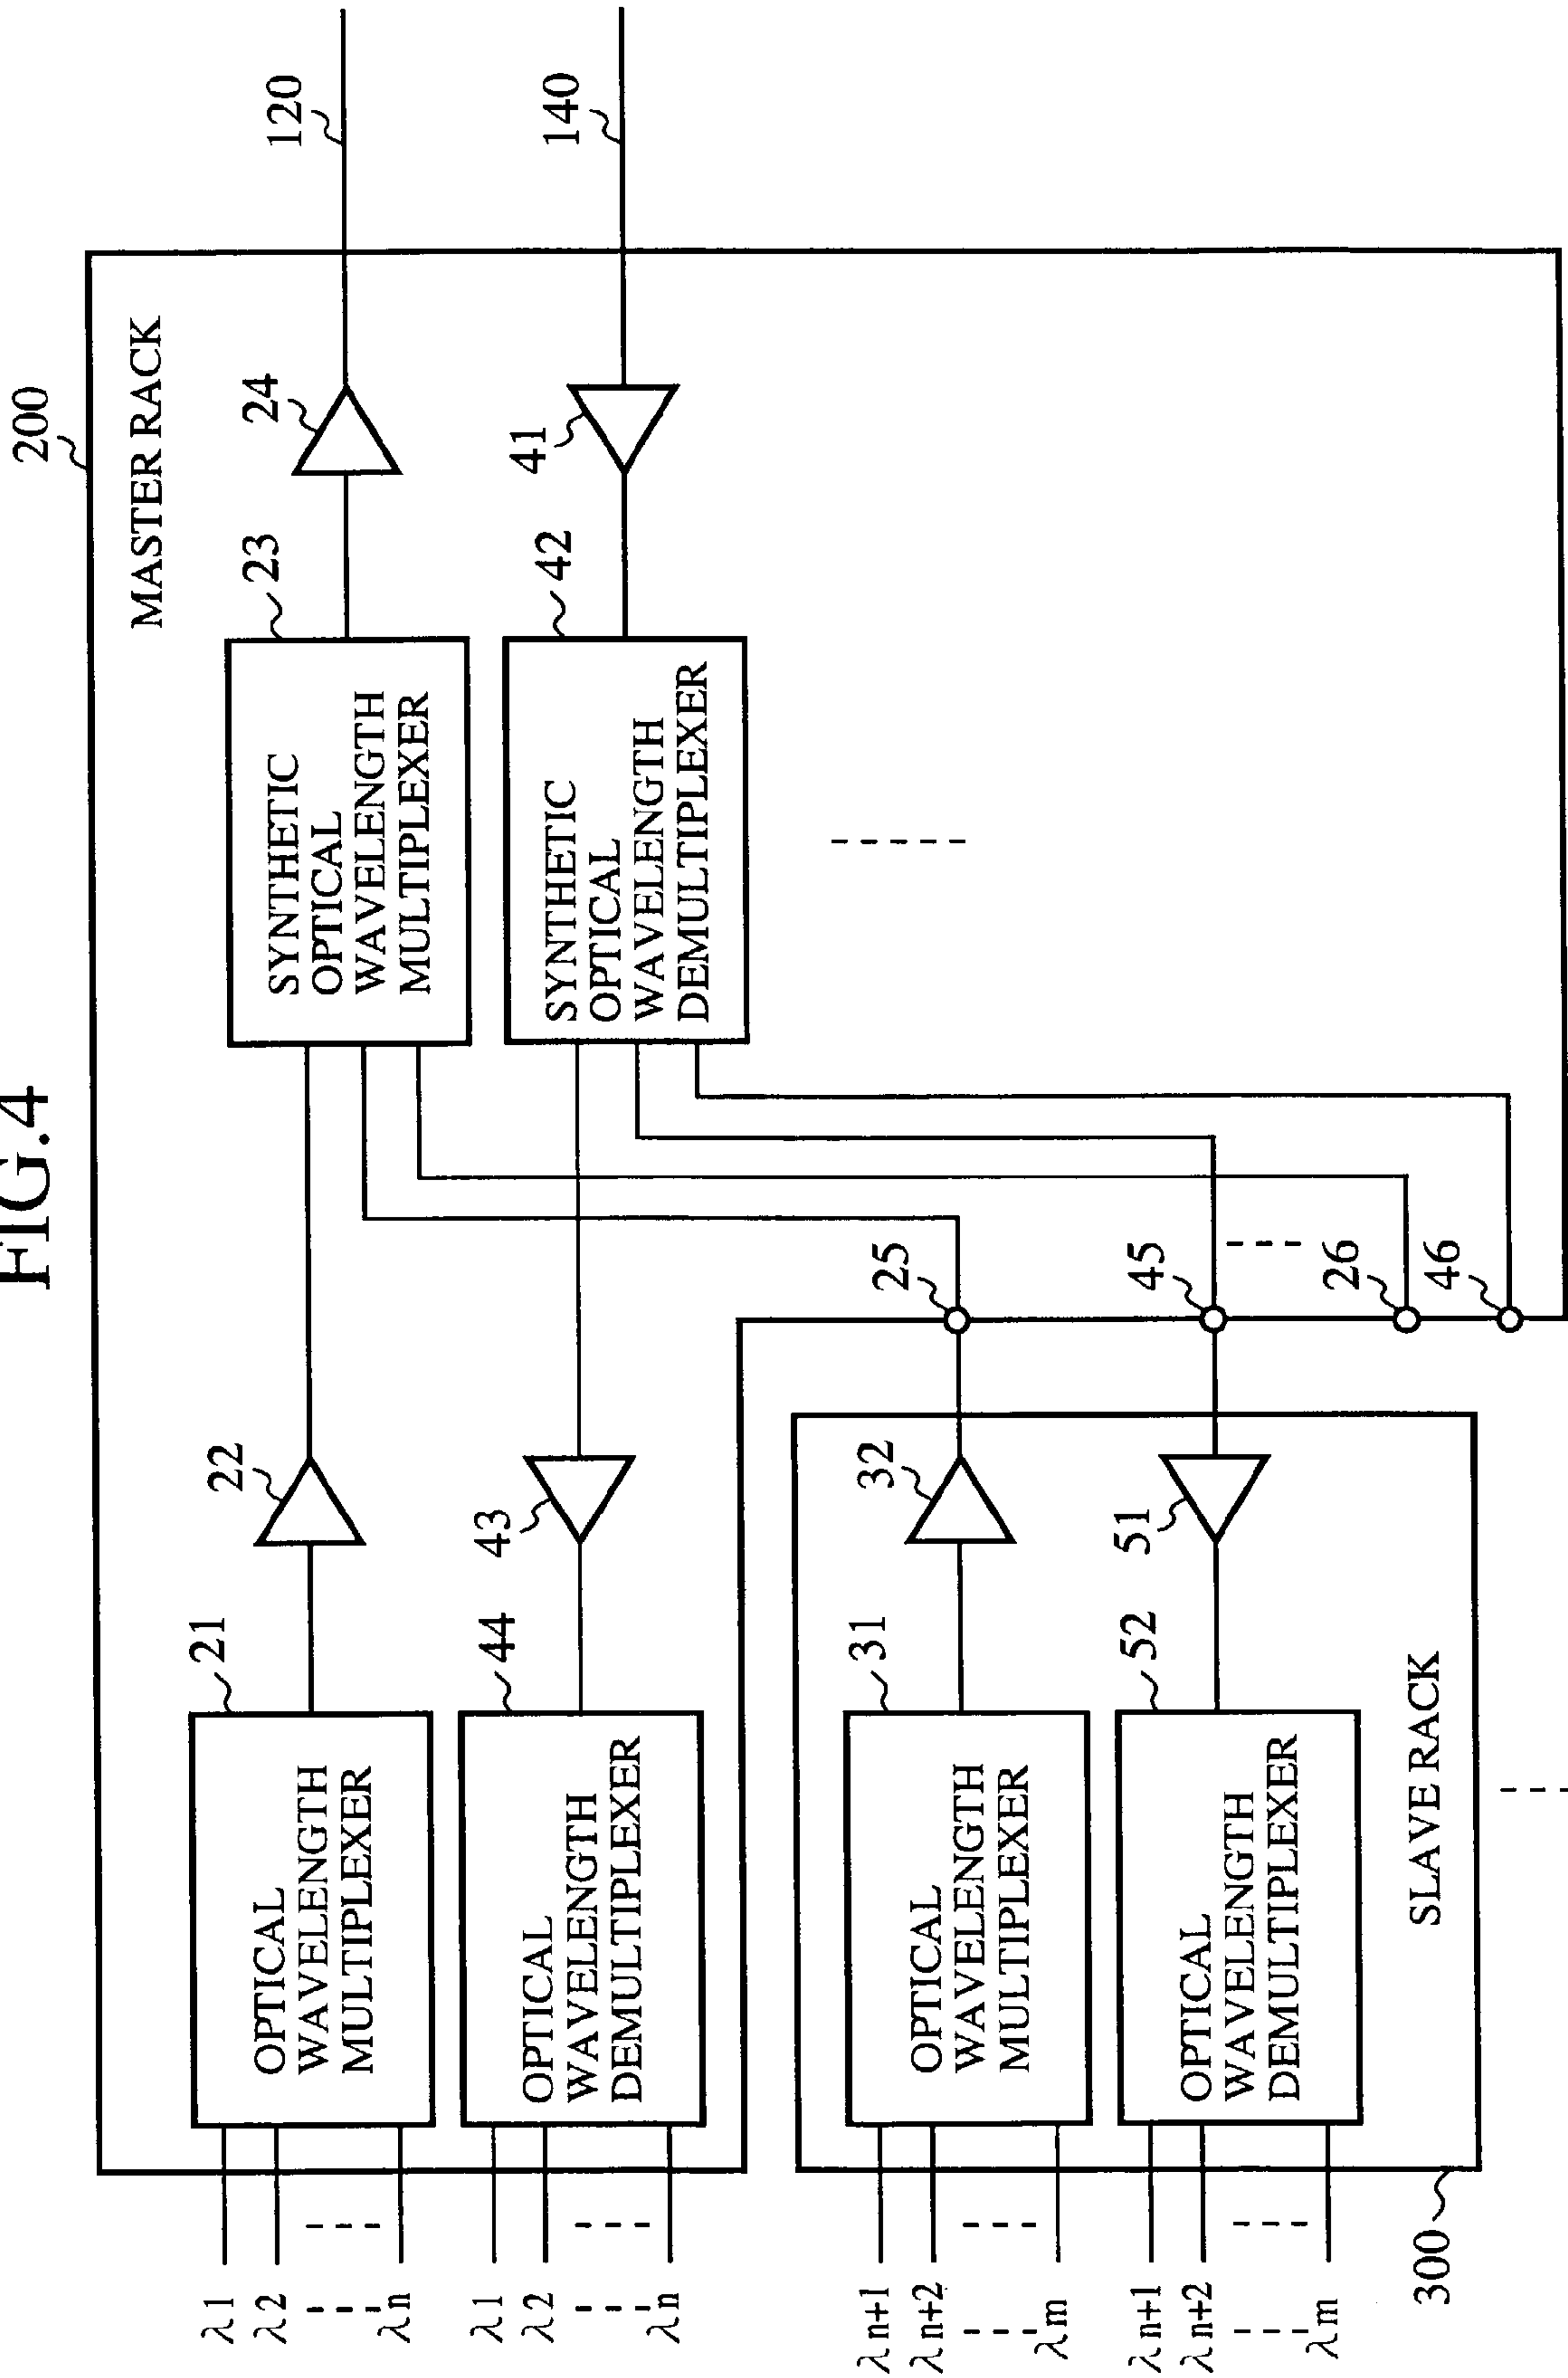 FIG.4
200
MASTER RACK
λ1
λ2
λn
21
OPTICAL
WAVELENGTH
MULTIPLEXER
22
23
SYNTHETIC
OPTICAL
WAVELENGTH
MULTIPLEXER
24
120
λ1
λ2
λn
44
OPTICAL
WAVELENGTH
DEMULTIPLEXER
43
42
SYNTHETIC
OPTICAL
WAVELENGTH
DEMULTIPLEXER
41
140
λn+1
λn+2
λm
31
OPTICAL
WAVELENGTH
MULTIPLEXER
32
25
λn+1
λn+2
λm
52
OPTICAL
WAVELENGTH
DEMULTIPLEXER
51
45
26
46
SLAVE RACK
300